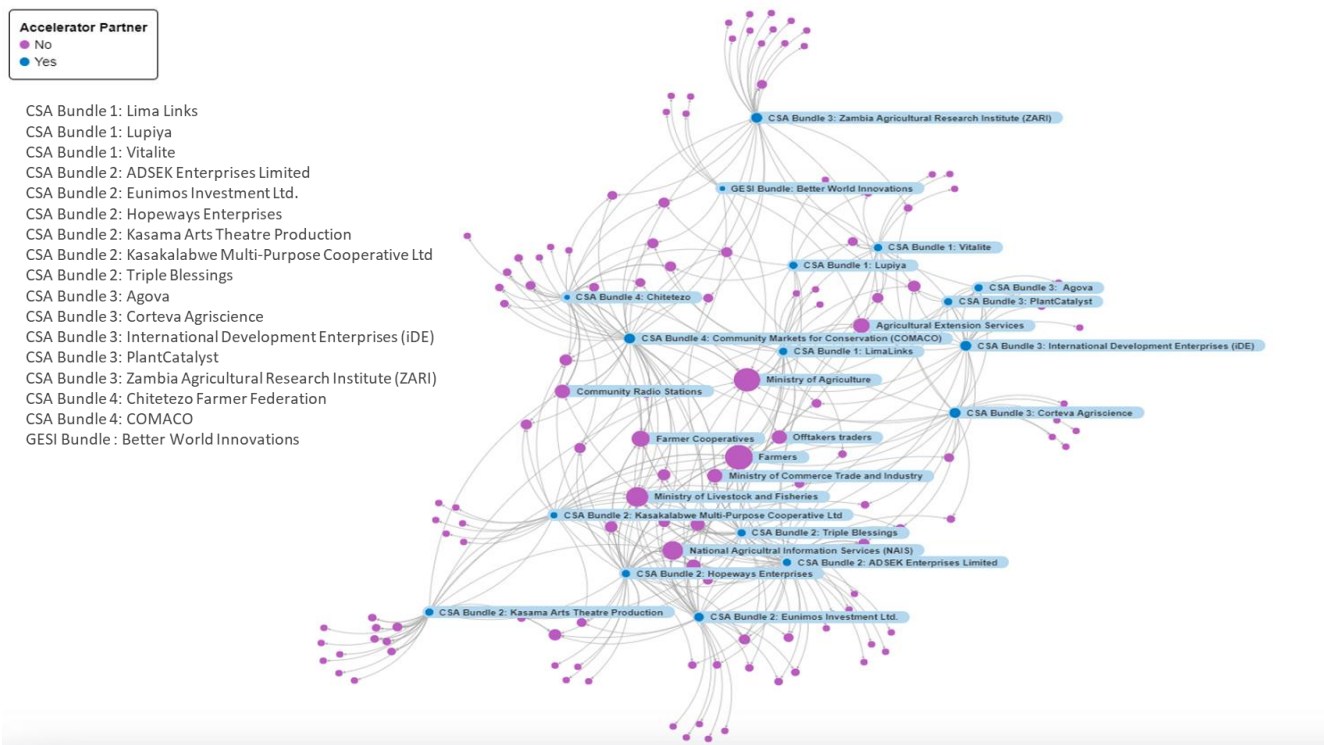 Accelerator Partner
No
Yes
CSA Bundle 1: Lima Links
CSA Bundle 1: Lupiya
CSA Bundle 1: Vitalite
CSA Bundle 2: ADSEK Enterprises Limited
CSA Bundle 2: Eunimos Investment Ltd.
CSA Bundle 2: Hopeways Enterprises
CSA Bundle 2: Kasama Arts Theatre Production
CSA Bundle 2: Kasakalabwe Multi-Purpose Cooperative Ltd
CSA Bundle 2: Triple Blessings
CSA Bundle 3: Agova
CSA Bundle 3: Corteva Agriscience
CSA Bundle 3: International Development Enterprises (iDE)
CSA Bundle 3: PlantCatalyst
CSA Bundle 3: Zambia Agricultural Research Institute (ZARI)
CSA Bundle 4: Chitetezo Farmer Federation
CSA Bundle 4: COMACO
GESI Bundle : Better World Innovations
CSA Bundle 3: Zambia Agricultural Research Institute (ZARI)
GESI Bundle: Better World Innovations
CSA Bundle 1: Vitalite
CSA Bundle 1: Lupiya
CSA Bundle 3: Agova
CSA Bundle 4: Chitetezo
CSA Bundle 3: PlantCatalyst
Agricultural Extension Services
CSA Bundle 4: Community Markets for Conservation (COMACO)
CSA Bundle 3: International Development Enterprises (iDE)
CSA Bundle 1: LimaLinks
Ministry of Agriculture
Community Radio Stations
CSA Bundle 3: Corteva Agriscience
Farmer Cooperatives
Offtakers traders
Farmers
Ministry of Commerce Trade and Industry
Ministry of Livestock and Fisheries
CSA Bundle 2: Kasakalabwe Multi-Purpose Cooperative Ltd
CSA Bundle 2: Triple Blessings
National Agricultral Information Services (NAIS)
CSA Bundle 2: ADSEK Enterprises Limited
CSA Bundle 2: Hopeways Enterprises
CSA Bundle 2: Kasama Arts Theatre Production
CSA Bundle 2: Eunimos Investment Ltd.